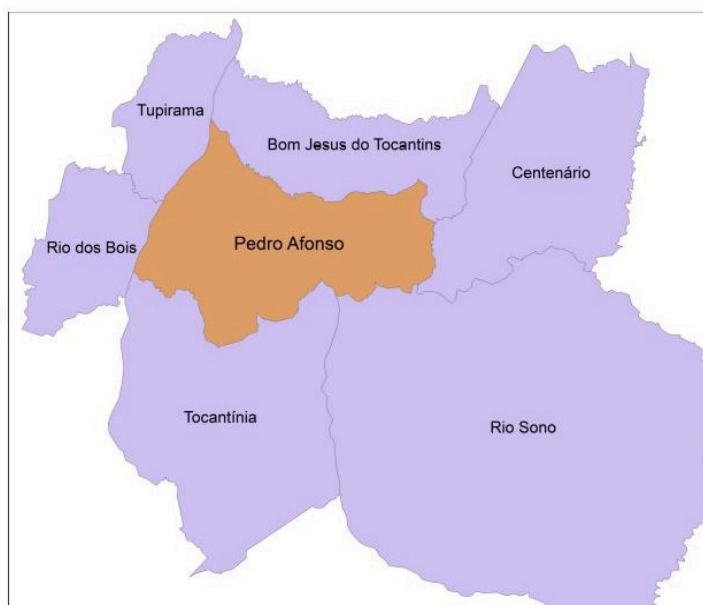 Tupirama
Bom Jesus do Tocantins
Centenário
Pedro Afonso
Rio dos Bois
Tocantínia
Rio Sono